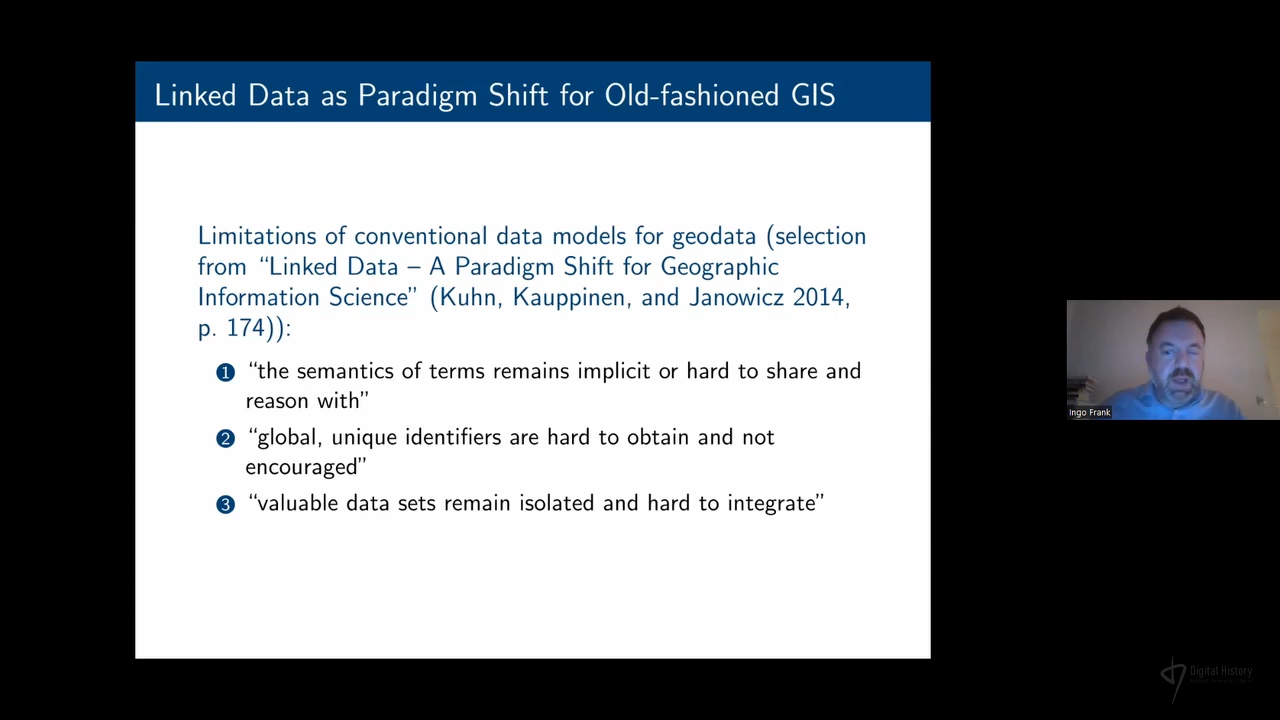 Linked Data as Paradigm Shift for Old-fashioned GIS
Limitations of conventional data models for geodata (selection
from “Linked Data – A Paradigm Shift for Geographic
Information Science” (Kuhn, Kauppinen, and Janowicz 2014,
p. 174)):
1 “the semantics of terms remains implicit or hard to share and
reason with”
2 “global, unique identifiers are hard to obtain and not
encouraged”
3 “valuable data sets remain isolated and hard to integrate”
Ingo Frank
Digital History